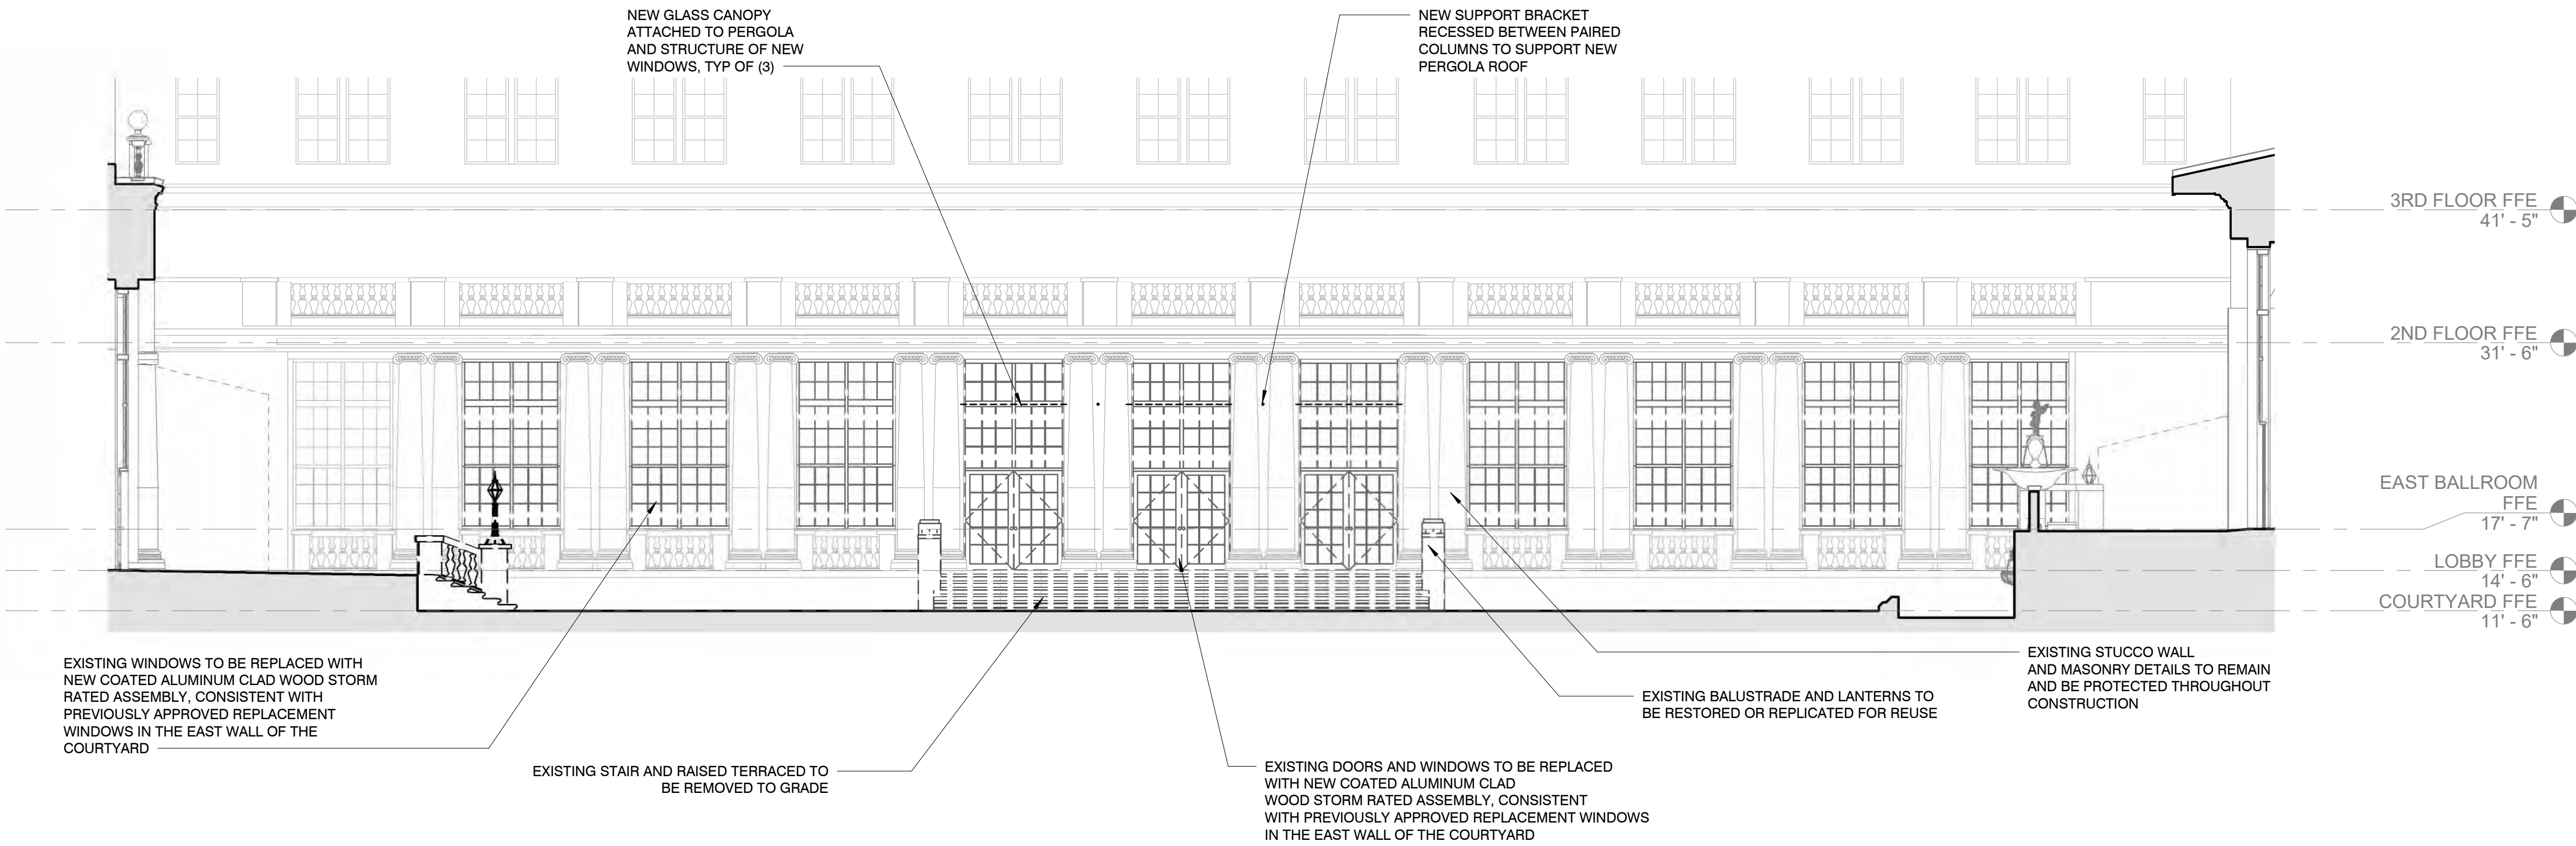 NEW GLASS CANOPY
ATTACHED TO PERGOLA
AND STRUCTURE OF NEW
WINDOWS, TYP OF (3)
NEW SUPPORT BRACKET
RECESSED BETWEEN PAIRED
COLUMNS TO SUPPORT NEW
PERGOLA ROOF
3RD FLOOR FFE
41' - 5"
2ND FLOOR FFE
31' - 6"
EAST BALLROOM
FFE
17' - 7"
LOBBY FFE
14' - 6"
COURTYARD FFE
11' - 6"
EXISTING WINDOWS TO BE REPLACED WITH
NEW COATED ALUMINUM CLAD WOOD STORM
RATED ASSEMBLY, CONSISTENT WITH
PREVIOUSLY APPROVED REPLACEMENT
WINDOWS IN THE EAST WALL OF THE
COURTYARD
EXISTING STAIR AND RAISED TERRACED TO
BE REMOVED TO GRADE
EXISTING DOORS AND WINDOWS TO BE REPLACED
WITH NEW COATED ALUMINUM CLAD
WOOD STORM RATED ASSEMBLY, CONSISTENT
WITH PREVIOUSLY APPROVED REPLACEMENT WINDOWS
IN THE EAST WALL OF THE COURTYARD
EXISTING BALUSTRADE AND LANTERNS TO
BE RESTORED OR REPLICATED FOR REUSE
EXISTING STUCCO WALL
AND MASONRY DETAILS TO REMAIN
AND BE PROTECTED THROUGHOUT
CONSTRUCTION